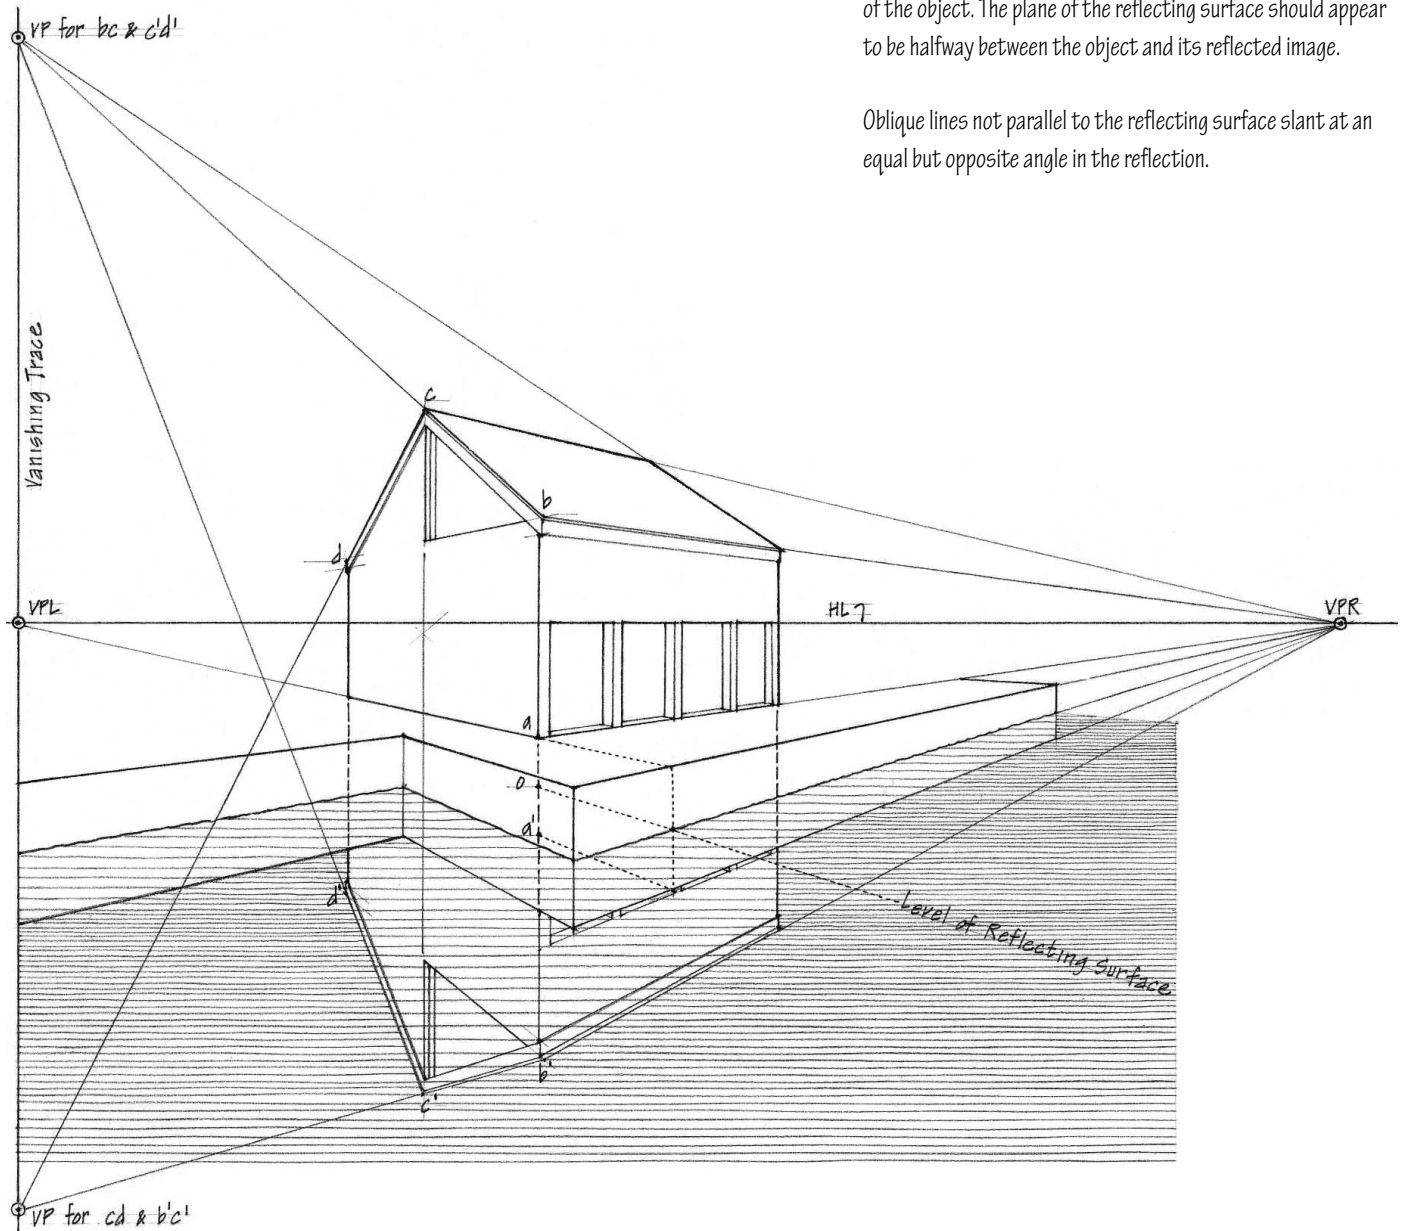 of the object. The plane of the reflecting surface should appear
to be halfway between the object and its reflected image.
Oblique lines not parallel to the reflecting surface slant at an
equal but opposite angle in the reflection.
VP for bc & c'd'
Vanishing Trace
c
b
d
VPL
HL
VPR
a
o
a'
d'
Level of Reflecting Surface
b'
c'
VP for cd & b'c'